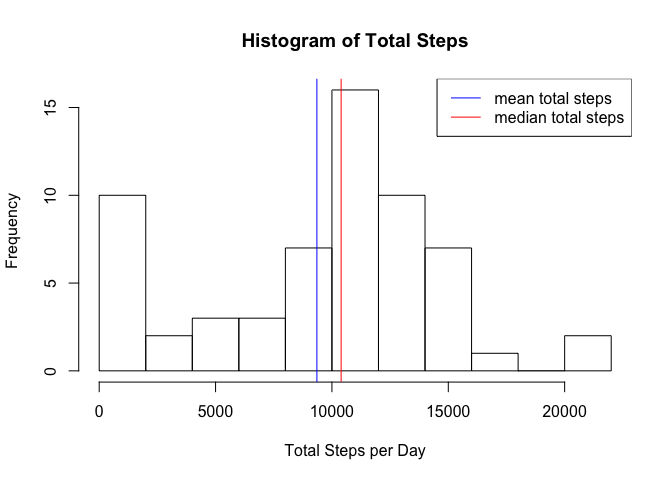 Histogram of Total Steps
mean total steps
median total steps
Frequency
15
10
5
0
0 5000 10000 15000 20000
Total Steps per Day